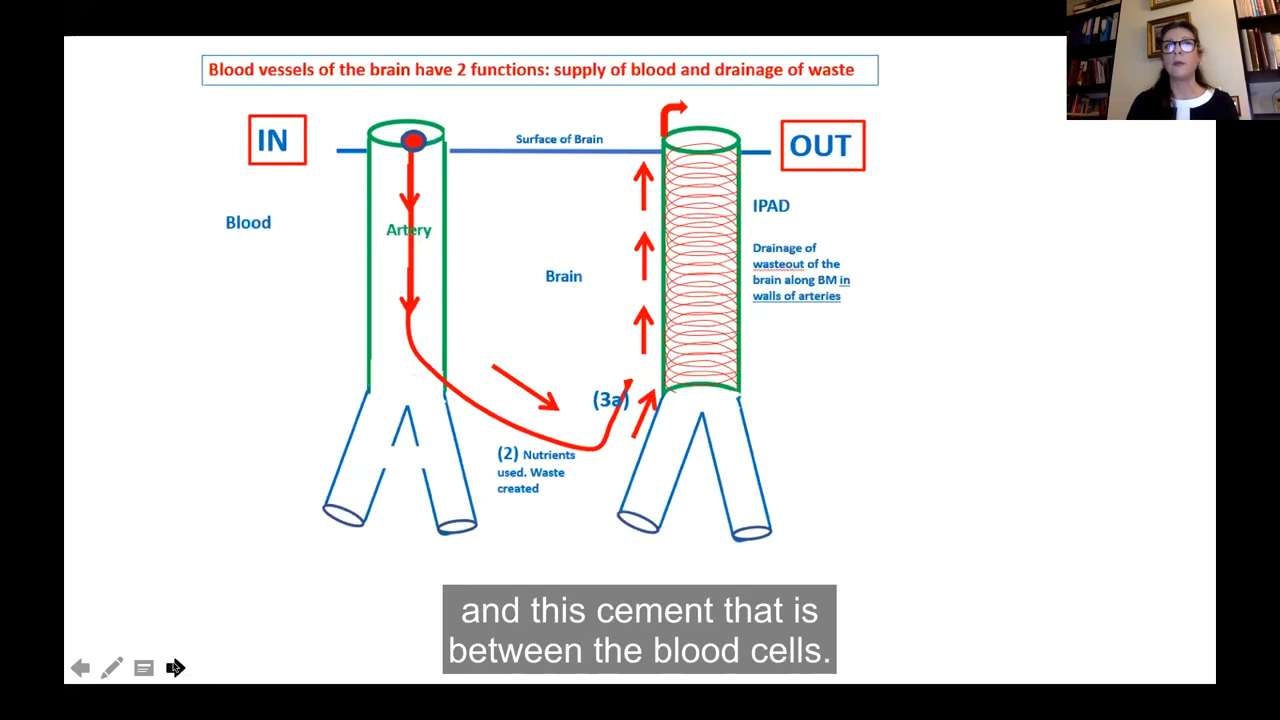 Blood vessels of the brain have 2 functions: supply of blood and drainage of waste
IN
Surface of Brain
OUT
Blood
Artery
Brain
IPAD
Drainage of
wasteout of the
brain along BM in
walls of arteries
(3a)
(2) Nutrients
used. Waste
created
and this cement that is
between the blood cells.